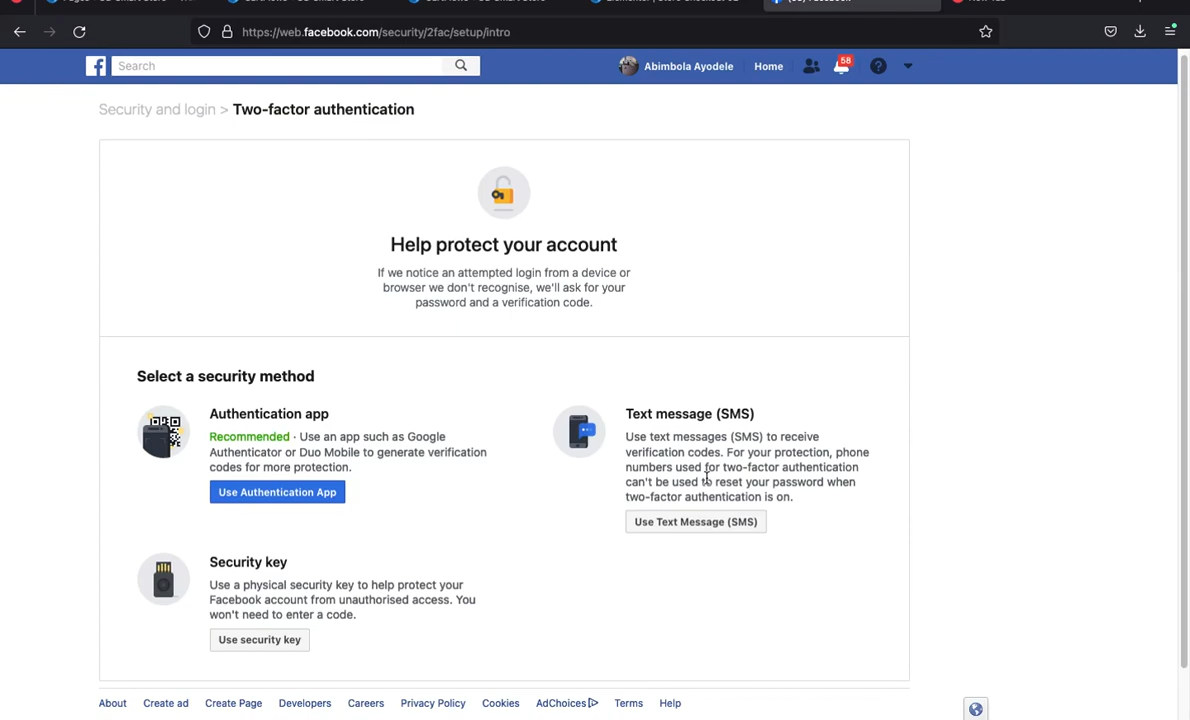 https://web.facebook.com/security/2fac/setup/intro
f Search Abimbola Ayodele Home 58
Security and login > Two-factor authentication
Help protect your account
If we notice an attempted login from a device or
browser we don't recognise, we'll ask for your
password and a verification code.
Select a security method
Authentication app
Recommended · Use an app such as Google
Authenticator or Duo Mobile to generate verification
codes for more protection.
Use Authentication App
Text message (SMS)
Use text messages (SMS) to receive
verification codes. For your protection, phone
numbers used for two-factor authentication
can't be used to reset your password when
two-factor authentication is on.
Use Text Message (SMS)
Security key
Use a physical security key to help protect your
Facebook account from unauthorised access. You
won't need to enter a code.
Use security key
About Create ad Create Page Developers Careers Privacy Policy Cookies AdChoices Terms Help